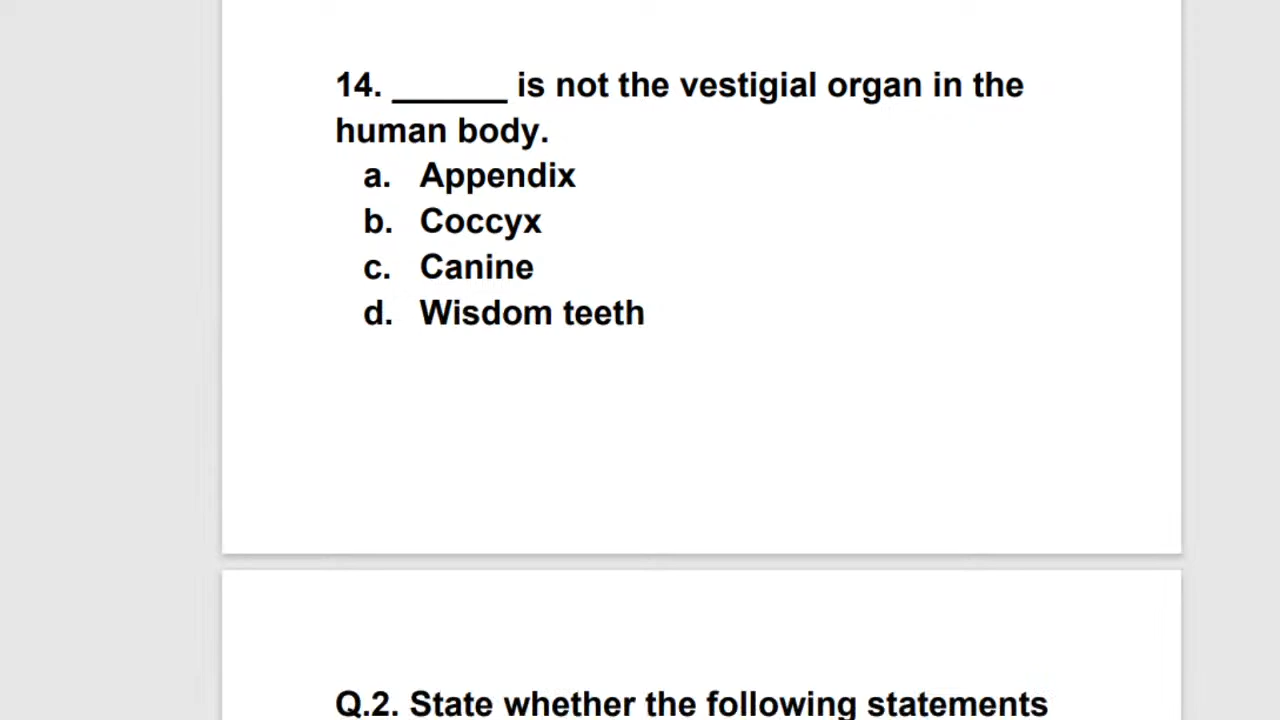 14. ______ is not the vestigial organ in the
human body.
a. Appendix
b. Coccyx
c. Canine
d. Wisdom teeth
Q.2. State whether the following statements